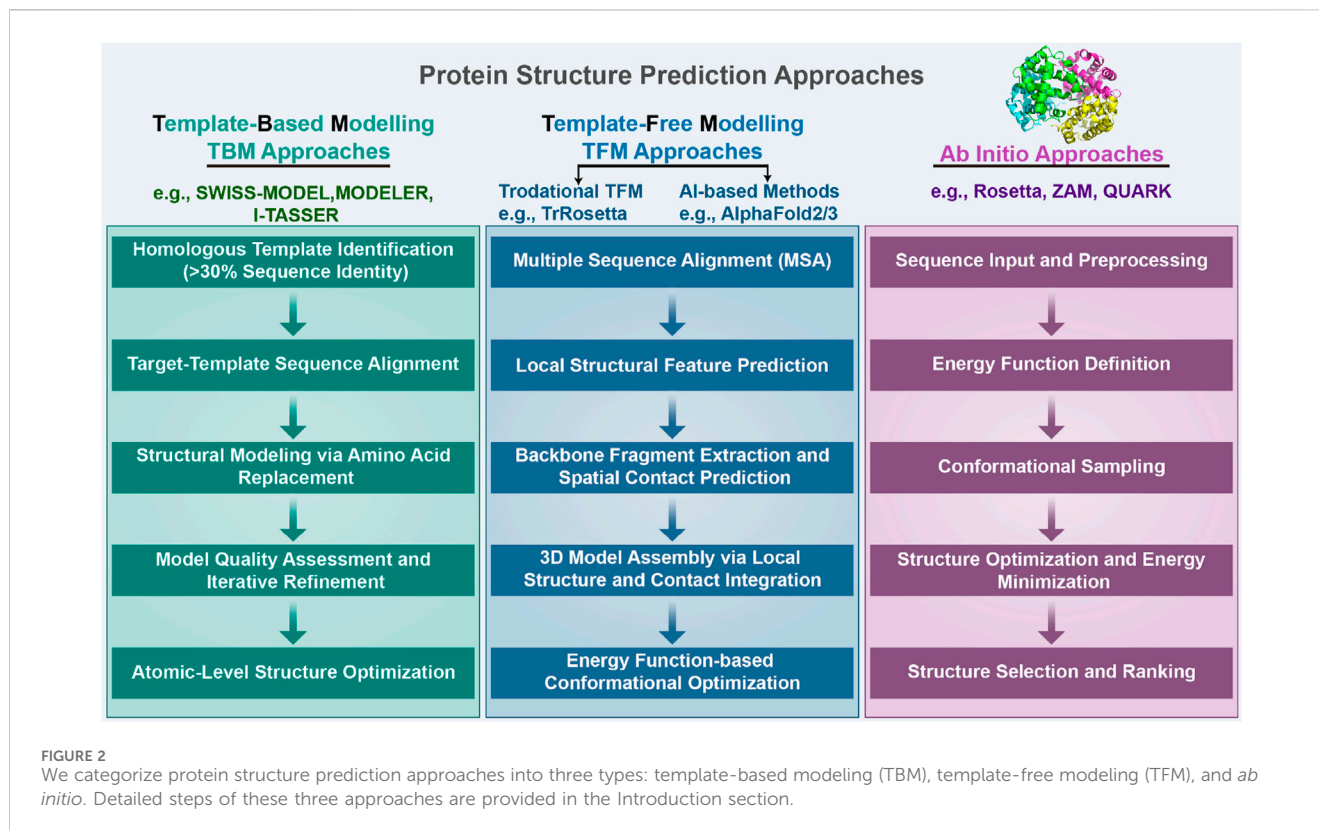 Protein Structure Prediction Approaches
Template-Based Modelling
TBM Approaches
e.g., SWISS-MODEL,MODELER,
I-TASSER
Homologous Template Identification
(>30% Sequence Identity)
Target-Template Sequence Alignment
Structural Modeling via Amino Acid
Replacement
Model Quality Assessment and
Iterative Refinement
Atomic-Level Structure Optimization
Template-Free Modelling
TFM Approaches
Trodational TFM
e.g., TrRosetta
AI-based Methods
e.g., AlphaFold2/3
Multiple Sequence Alignment (MSA)
Local Structural Feature Prediction
Backbone Fragment Extraction and
Spatial Contact Prediction
3D Model Assembly via Local
Structure and Contact Integration
Energy Function-based
Conformational Optimization
Ab Initio Approaches
e.g., Rosetta, ZAM, QUARK
Sequence Input and Preprocessing
Energy Function Definition
Conformational Sampling
Structure Optimization and Energy
Minimization
Structure Selection and Ranking
FIGURE 2
We categorize protein structure prediction approaches into three types: template-based modeling (TBM), template-free modeling (TFM), and ab
initio. Detailed steps of these three approaches are provided in the Introduction section.